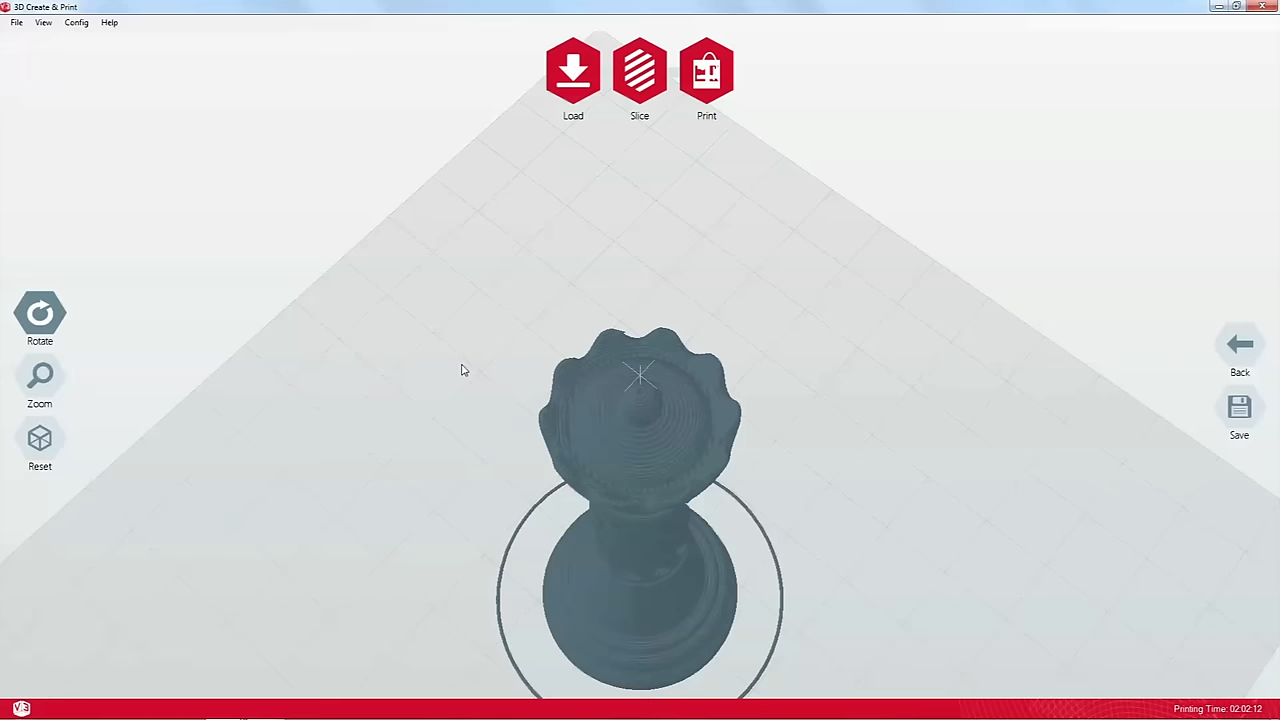 3D Create & Print
File View Config Help
Load Slice Print
Rotate
Zoom
Reset
Back
Save
Printing Time: 02:02:12